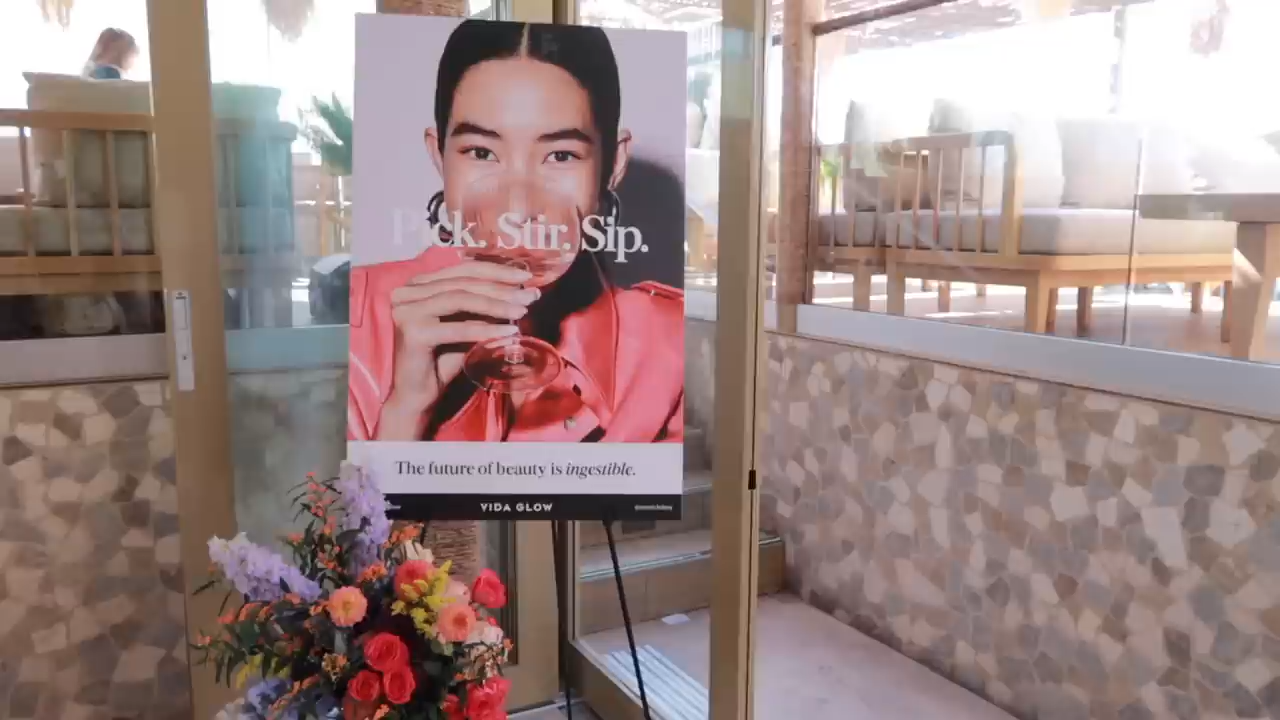 Pick. Stir. Sip.
The future of beauty is ingestible.
VIDA GLOW